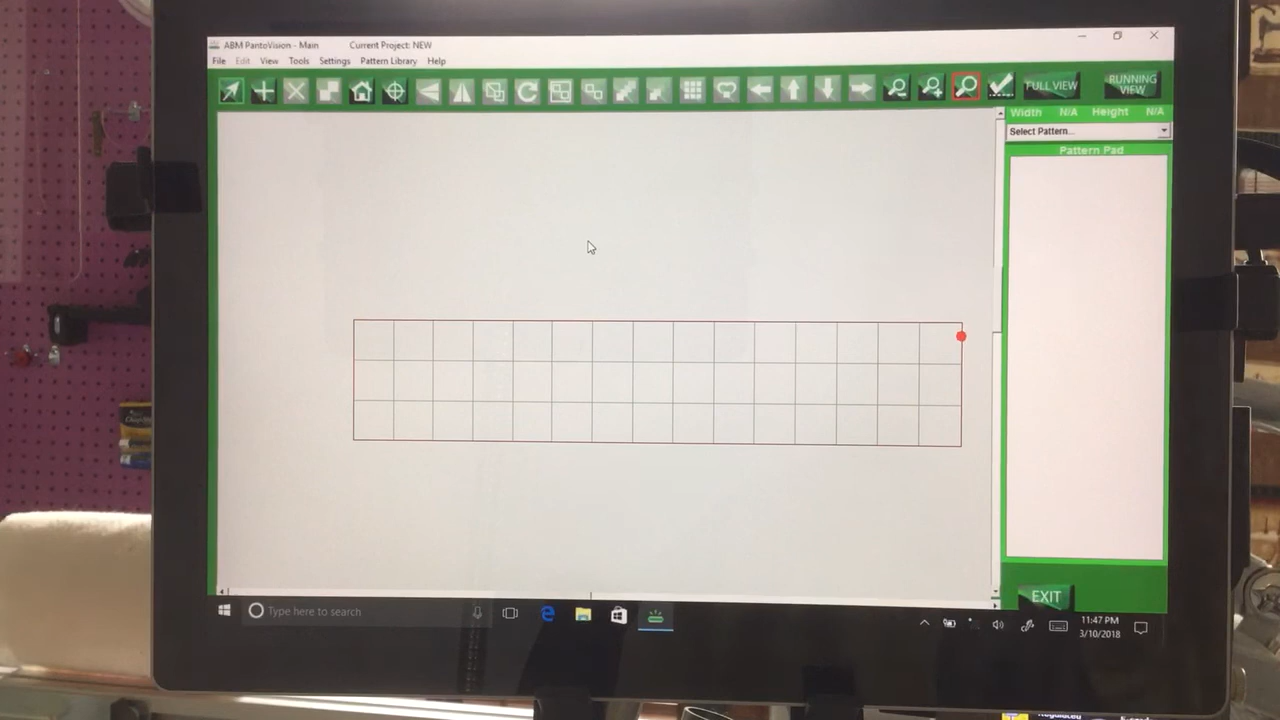 ABM PantoVision - Main Current Project: NEW
File Edit View Tools Settings Pattern Library Help
FULL VIEW
RUNNING VIEW
Width N/A Height N/A
Select Pattern...
Pattern Pad
EXIT
Type here to search
11:47 PM
3/10/2018